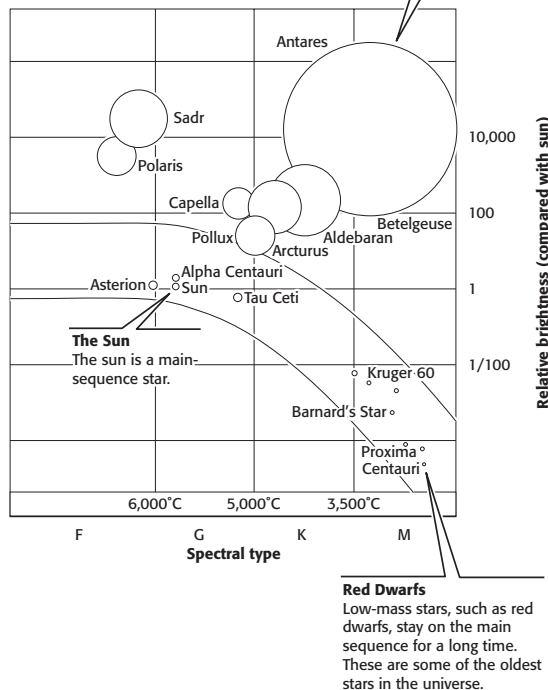 Antares
Sadr
10,000
Polaris
Capella
100
Betelgeuse
Pollux
Aldebaran
Arcturus
Alpha Centauri
Asterion
Sun
1
Tau Ceti
The Sun
The sun is a main-
sequence star.
1/100
Kruger 60
Barnard's Star
Proxima
Centauri
Relative brightness (compared with sun)
6,000°C 5,000°C 3,500°C
F G K M
Spectral type
Red Dwarfs
Low-mass stars, such as red
dwarfs, stay on the main
sequence for a long time.
These are some of the oldest
stars in the universe.